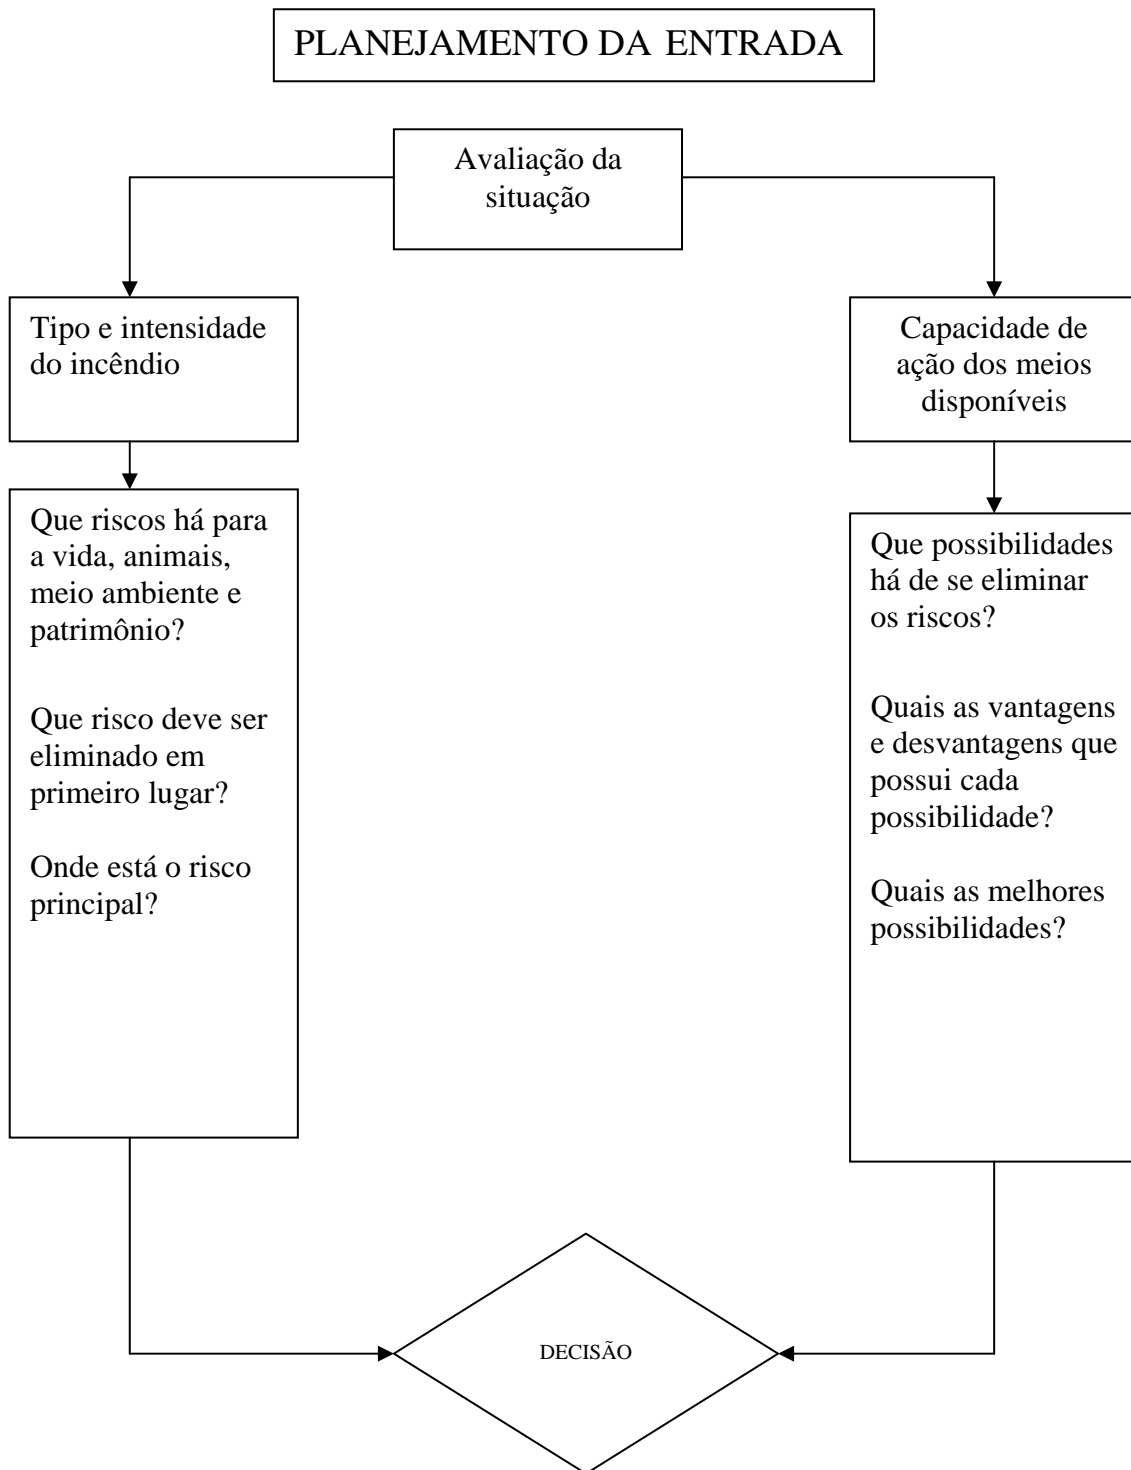 PLANEJAMENTO DA ENTRADA
Avaliação da
situação
Tipo e intensidade
do incêndio
Capacidade de
ação dos meios
disponíveis
Que riscos há para
a vida, animais,
meio ambiente e
patrimônio?
Que risco deve ser
eliminado em
primeiro lugar?
Onde está o risco
principal?
Que possibilidades
há de se eliminar
os riscos?
Quais as vantagens
e desvantagens que
possui cada
possibilidade?
Quais as melhores
possibilidades?
DECISÃO